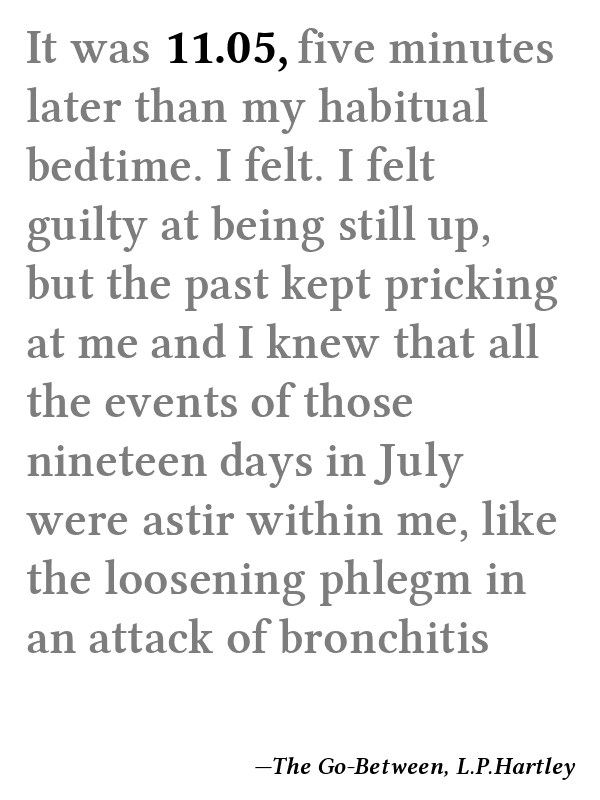 It was 11.05, five minutes
later than my habitual
bedtime. I felt. I felt
guilty at being still up,
but the past kept pricking
at me and I knew that all
the events of those
nineteen days in July
were astir within me, like
the loosening phlegm in
an attack of bronchitis
—The Go-Between, L.P.Hartley